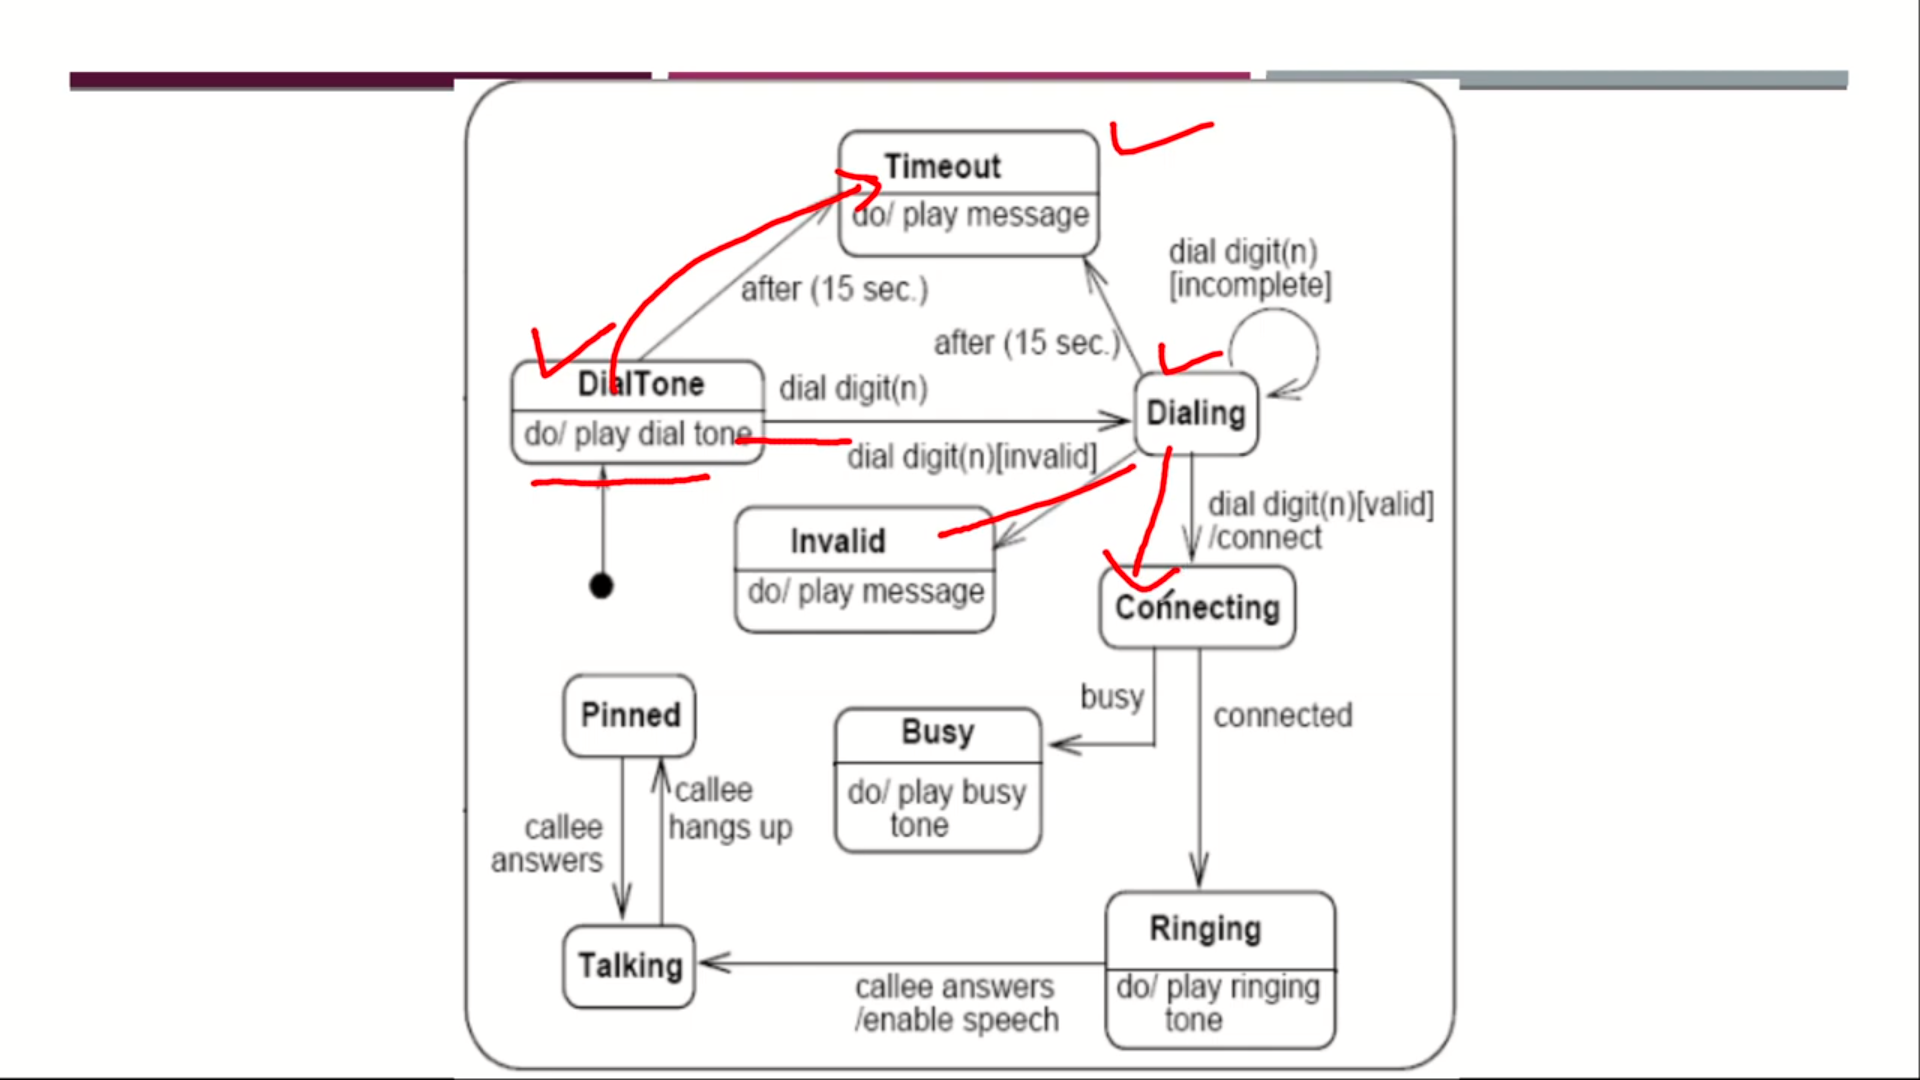 Timeout
do/ play message
dial digit(n)
[incomplete]
after (15 sec.)
after (15 sec.)
DialTone
do/ play dial tone
dial digit(n)
Dialing
dial digit(n)[invalid]
dial digit(n)[valid]
/connect
Invalid
do/ play message
Connecting
busy
connected
Pinned
Busy
do/ play busy
tone
callee
hangs up
callee
answers
Talking
callee answers
/enable speech
Ringing
do/ play ringing
tone